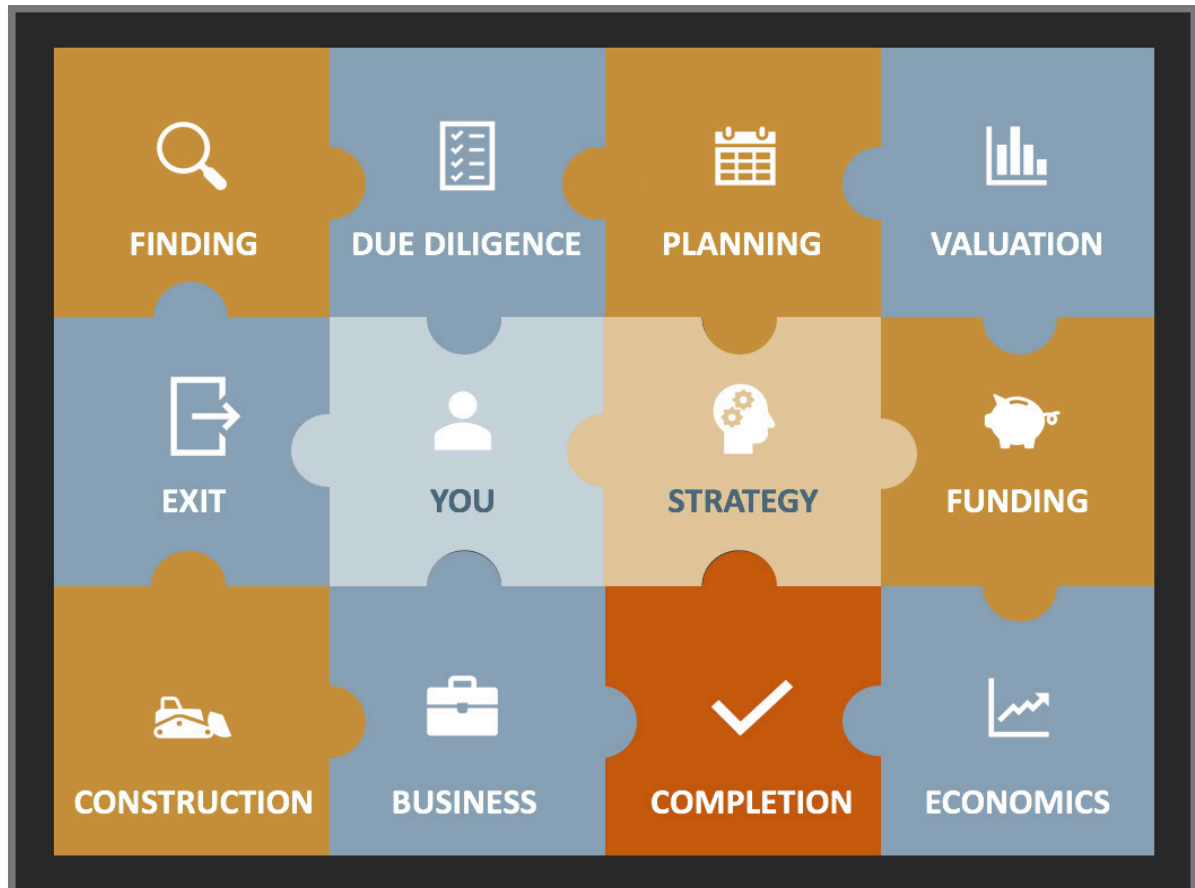 FINDING
DUE DILIGENCE
PLANNING
VALUATION
EXIT
YOU
STRATEGY
FUNDING
CONSTRUCTION
BUSINESS
COMPLETION
ECONOMICS